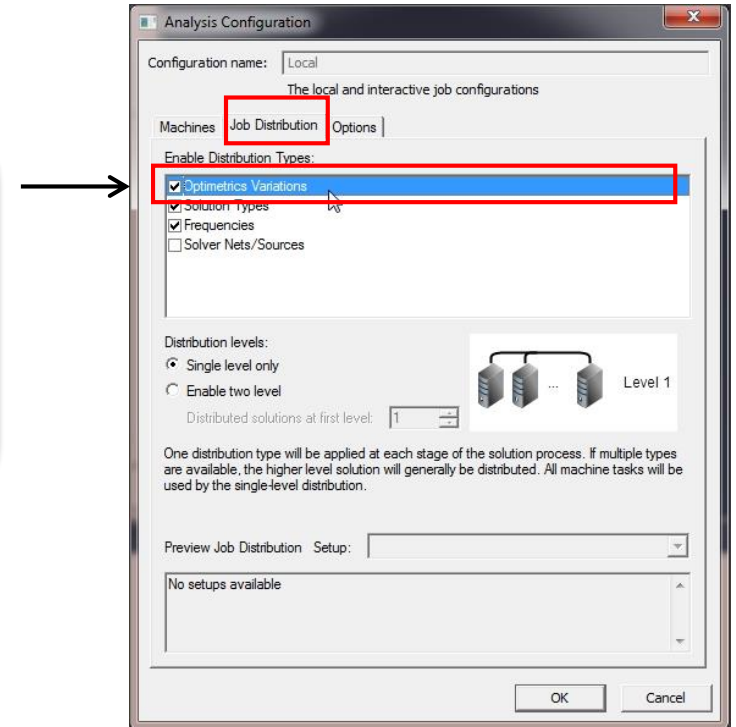 Analysis Configuration
Configuration name: Local
The local and interactive job configurations
Machines Job Distribution Options
Enable Distribution Types:
Optimetrics Variations
Solution Types
Frequencies
Solver Nets/Sources
Distribution levels:
Single level only
Enable two level
Distributed solutions at first level: 1
... Level 1
One distribution type will be applied at each stage of the solution process. If multiple types
are available, the higher level solution will generally be distributed. All machine tasks will be
used by the single-level distribution.
Preview Job Distribution Setup:
No setups available
OK Cancel